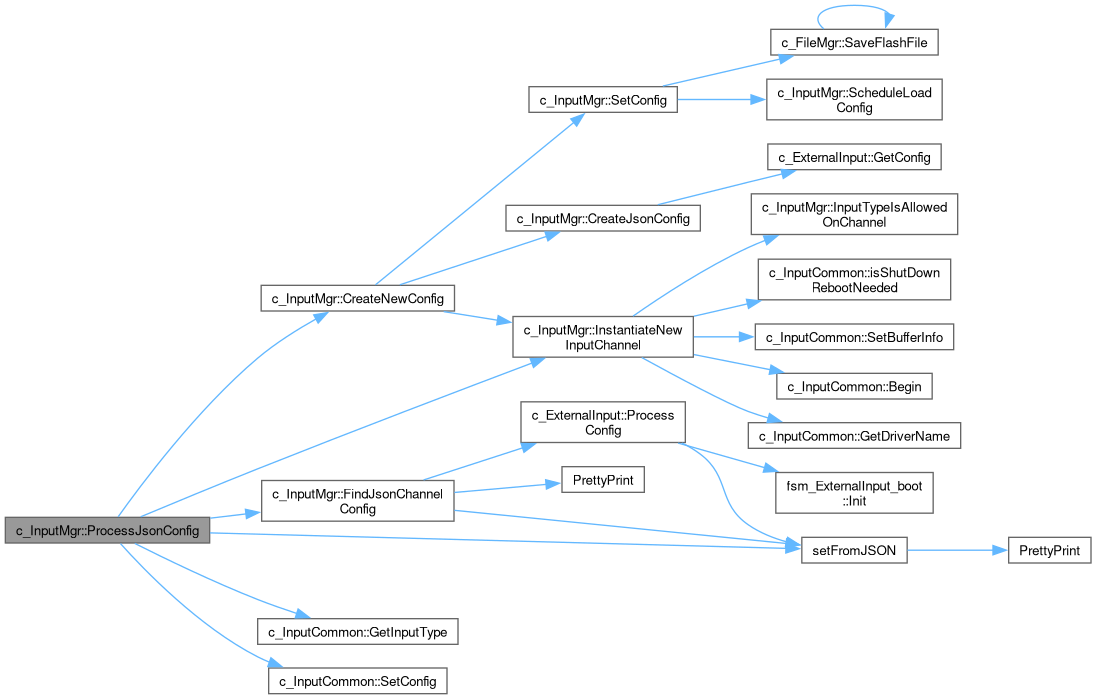 c_FileMgr::SaveFlashFile
c_InputMgr::SetConfig
c_InputMgr::ScheduleLoad
Config
c_ExternalInput::GetConfig
c_InputMgr::CreateJsonConfig
c_InputMgr::InputTypeIsAllowed
OnChannel
c_InputCommon::isShutDown
RebootNeeded
c_InputMgr::CreateNewConfig
c_InputMgr::InstantiateNew
InputChannel
c_InputCommon::SetBufferInfo
c_InputCommon::Begin
c_ExternalInput::Process
Config
c_InputCommon::GetDriverName
PrettyPrint
c_InputMgr::FindJsonChannel
Config
fsm_ExternalInput_boot
::Init
c_InputMgr::ProcessJsonConfig
setFromJSON
PrettyPrint
c_InputCommon::GetInputType
c_InputCommon::SetConfig